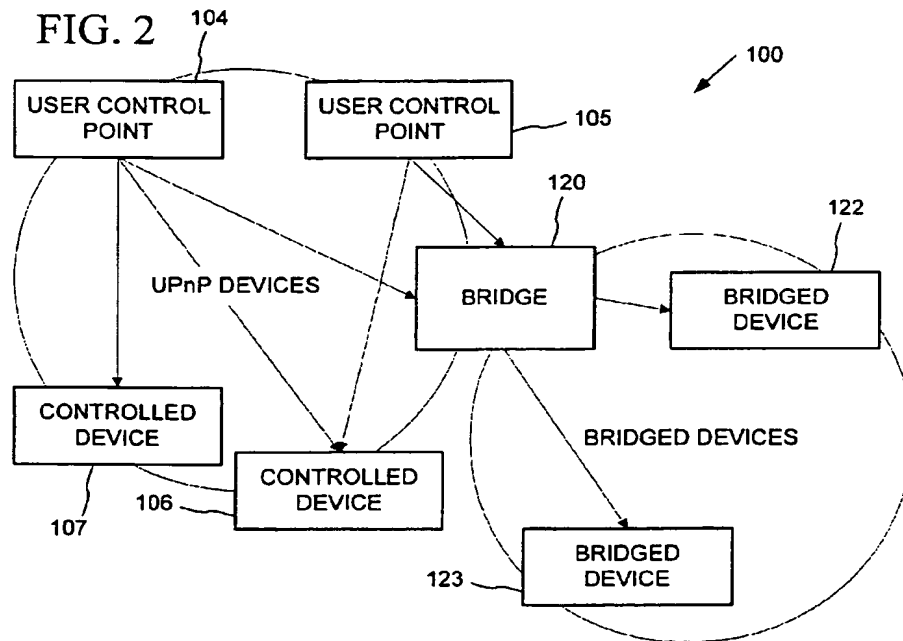 FIG. 2
104
100
USER CONTROL
POINT
USER CONTROL
POINT
105
120
122
UPnP DEVICES
BRIDGE
BRIDGED
DEVICE
CONTROLLED
DEVICE
BRIDGED DEVICES
CONTROLLED
DEVICE
107
106
BRIDGED
DEVICE
123